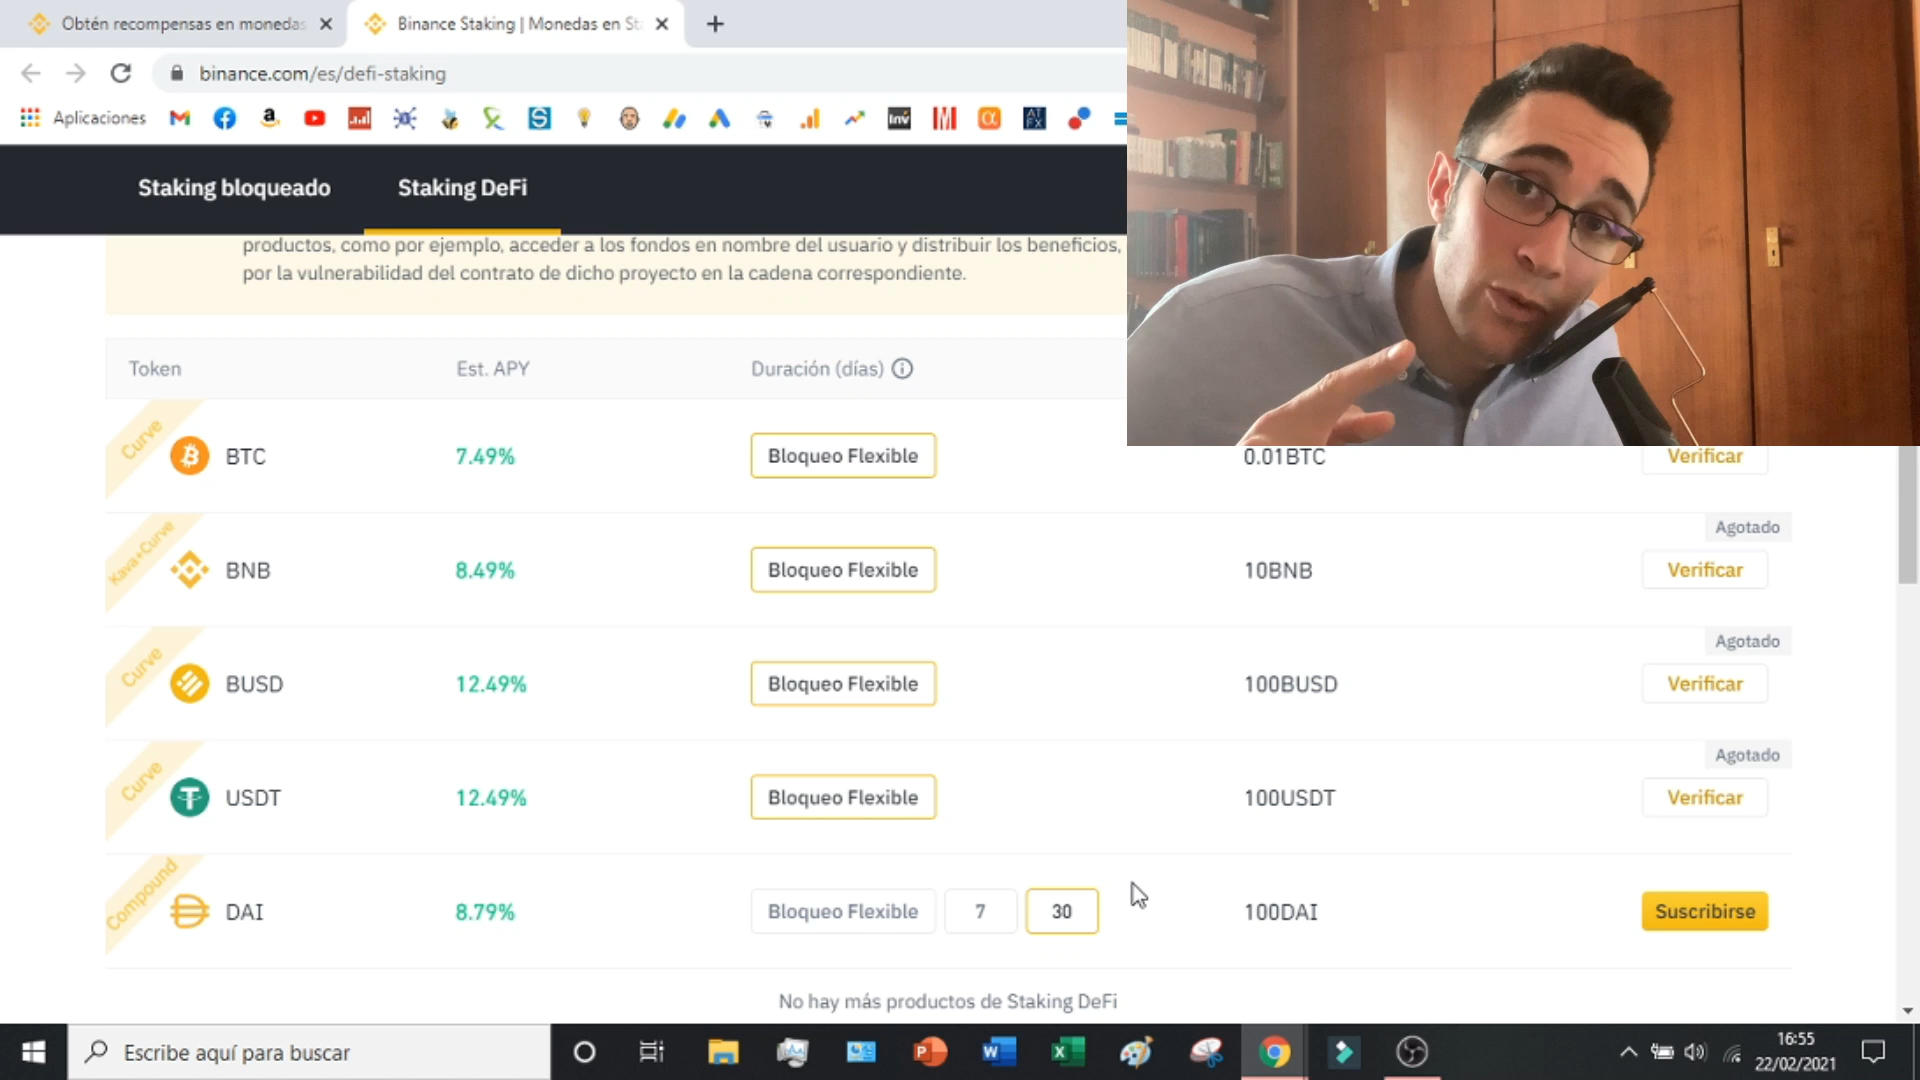 Obtén recompensas en monedas
Binance Staking | Monedas en St
binance.com/es/defi-staking
Aplicaciones
Inv
AT
FX
Staking bloqueado
Staking DeFi
productos, como por ejemplo, acceder a los fondos en nombre del usuario y distribuir los beneficios,
por la vulnerabilidad del contrato de dicho proyecto en la cadena correspondiente.
Token Est. APY Duración (días)
Curve
BTC 7.49% Bloqueo Flexible 0.01BTC Verificar
Agotado
Kava+Curve
BNB 8.49% Bloqueo Flexible 10BNB Verificar
Agotado
Curve
BUSD 12.49% Bloqueo Flexible 100BUSD Verificar
Agotado
Curve
USDT 12.49% Bloqueo Flexible 100USDT Verificar
Compound
DAI 8.79% Bloqueo Flexible 7 30 100DAI Suscribirse
No hay más productos de Staking DeFi
Escribe aquí para buscar
16:55
22/02/2021